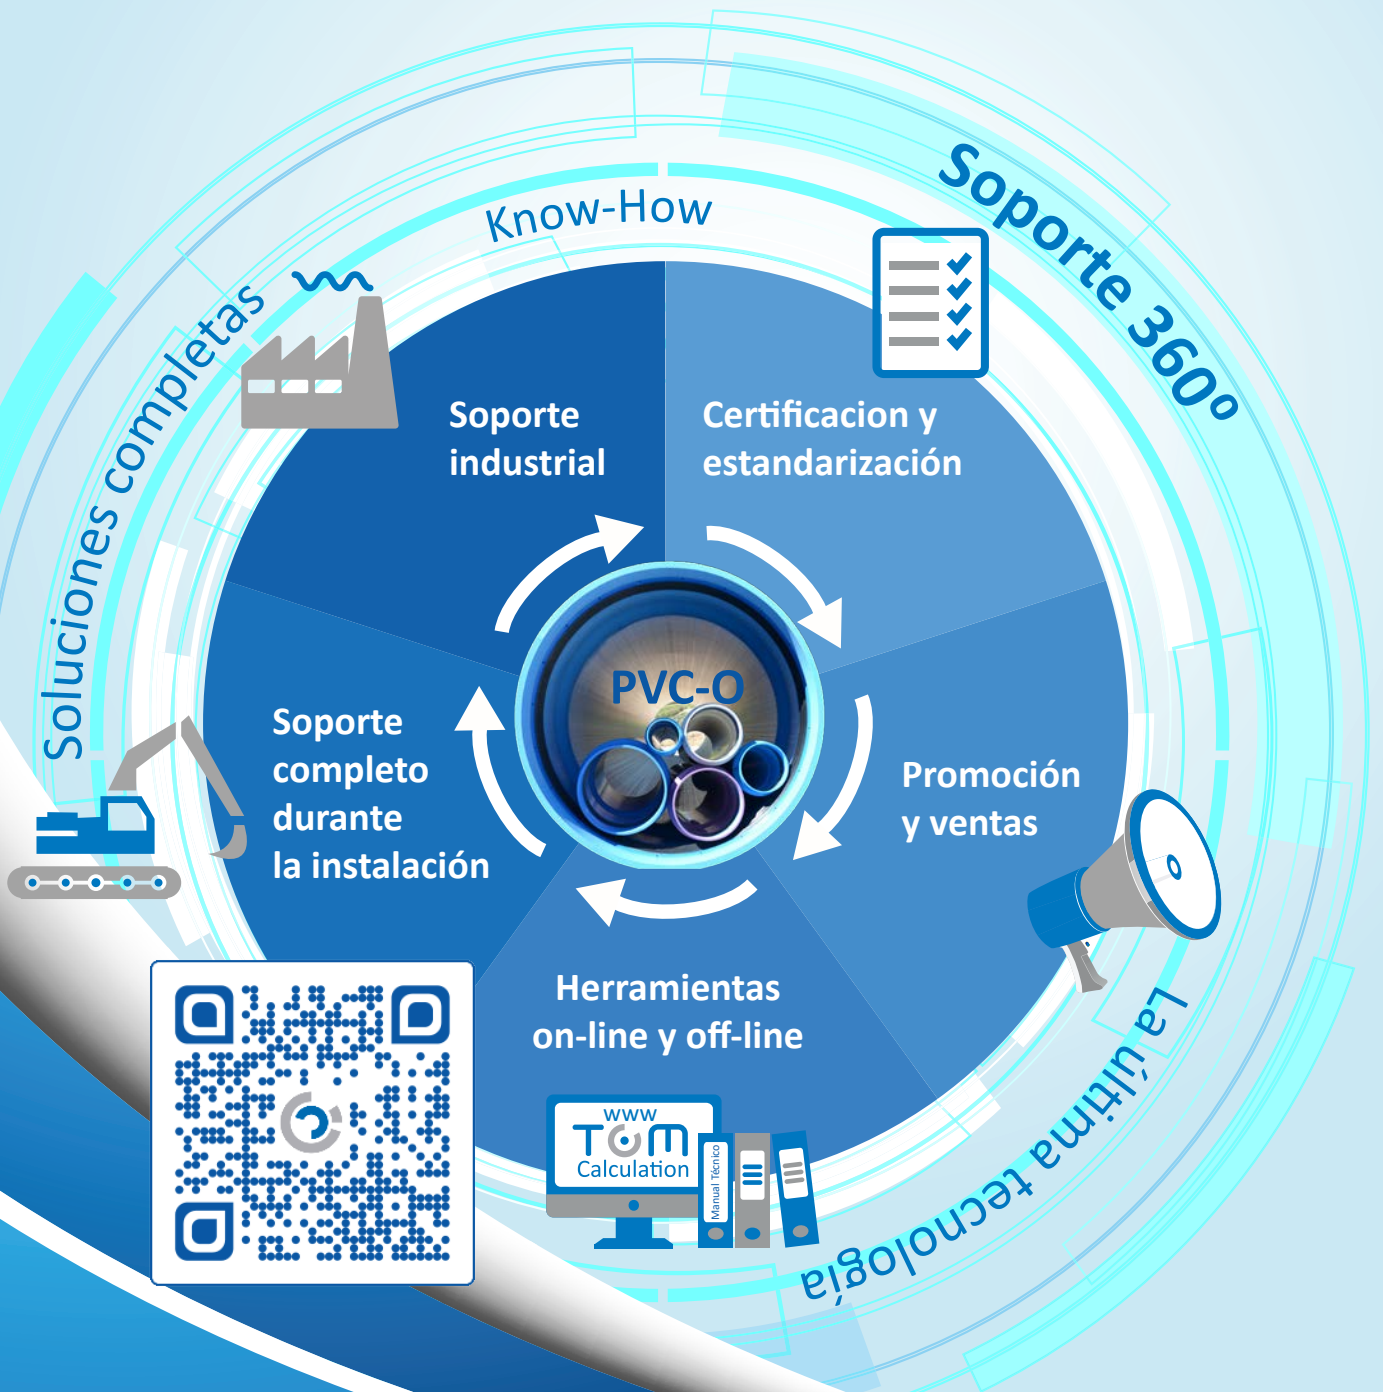 Know-How
Soporte 360º
Soluciones completas
Soporte
industrial
Certificacion y
estandarización
PVC-O
Soporte
completo
durante
la instalación
Promoción
y ventas
Herramientas
on-line y off-line
www
TOM
Calculation
Manual Técnico
La última tecnología